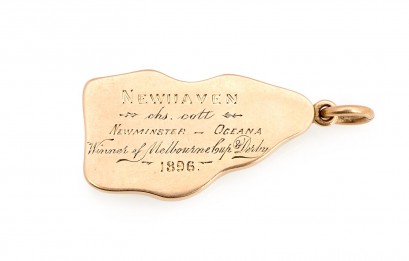 NEWHAVEN
chs. colt
NEWMINSTER — OCEANA
Winner of Melbourne Cup & Derby
1896.